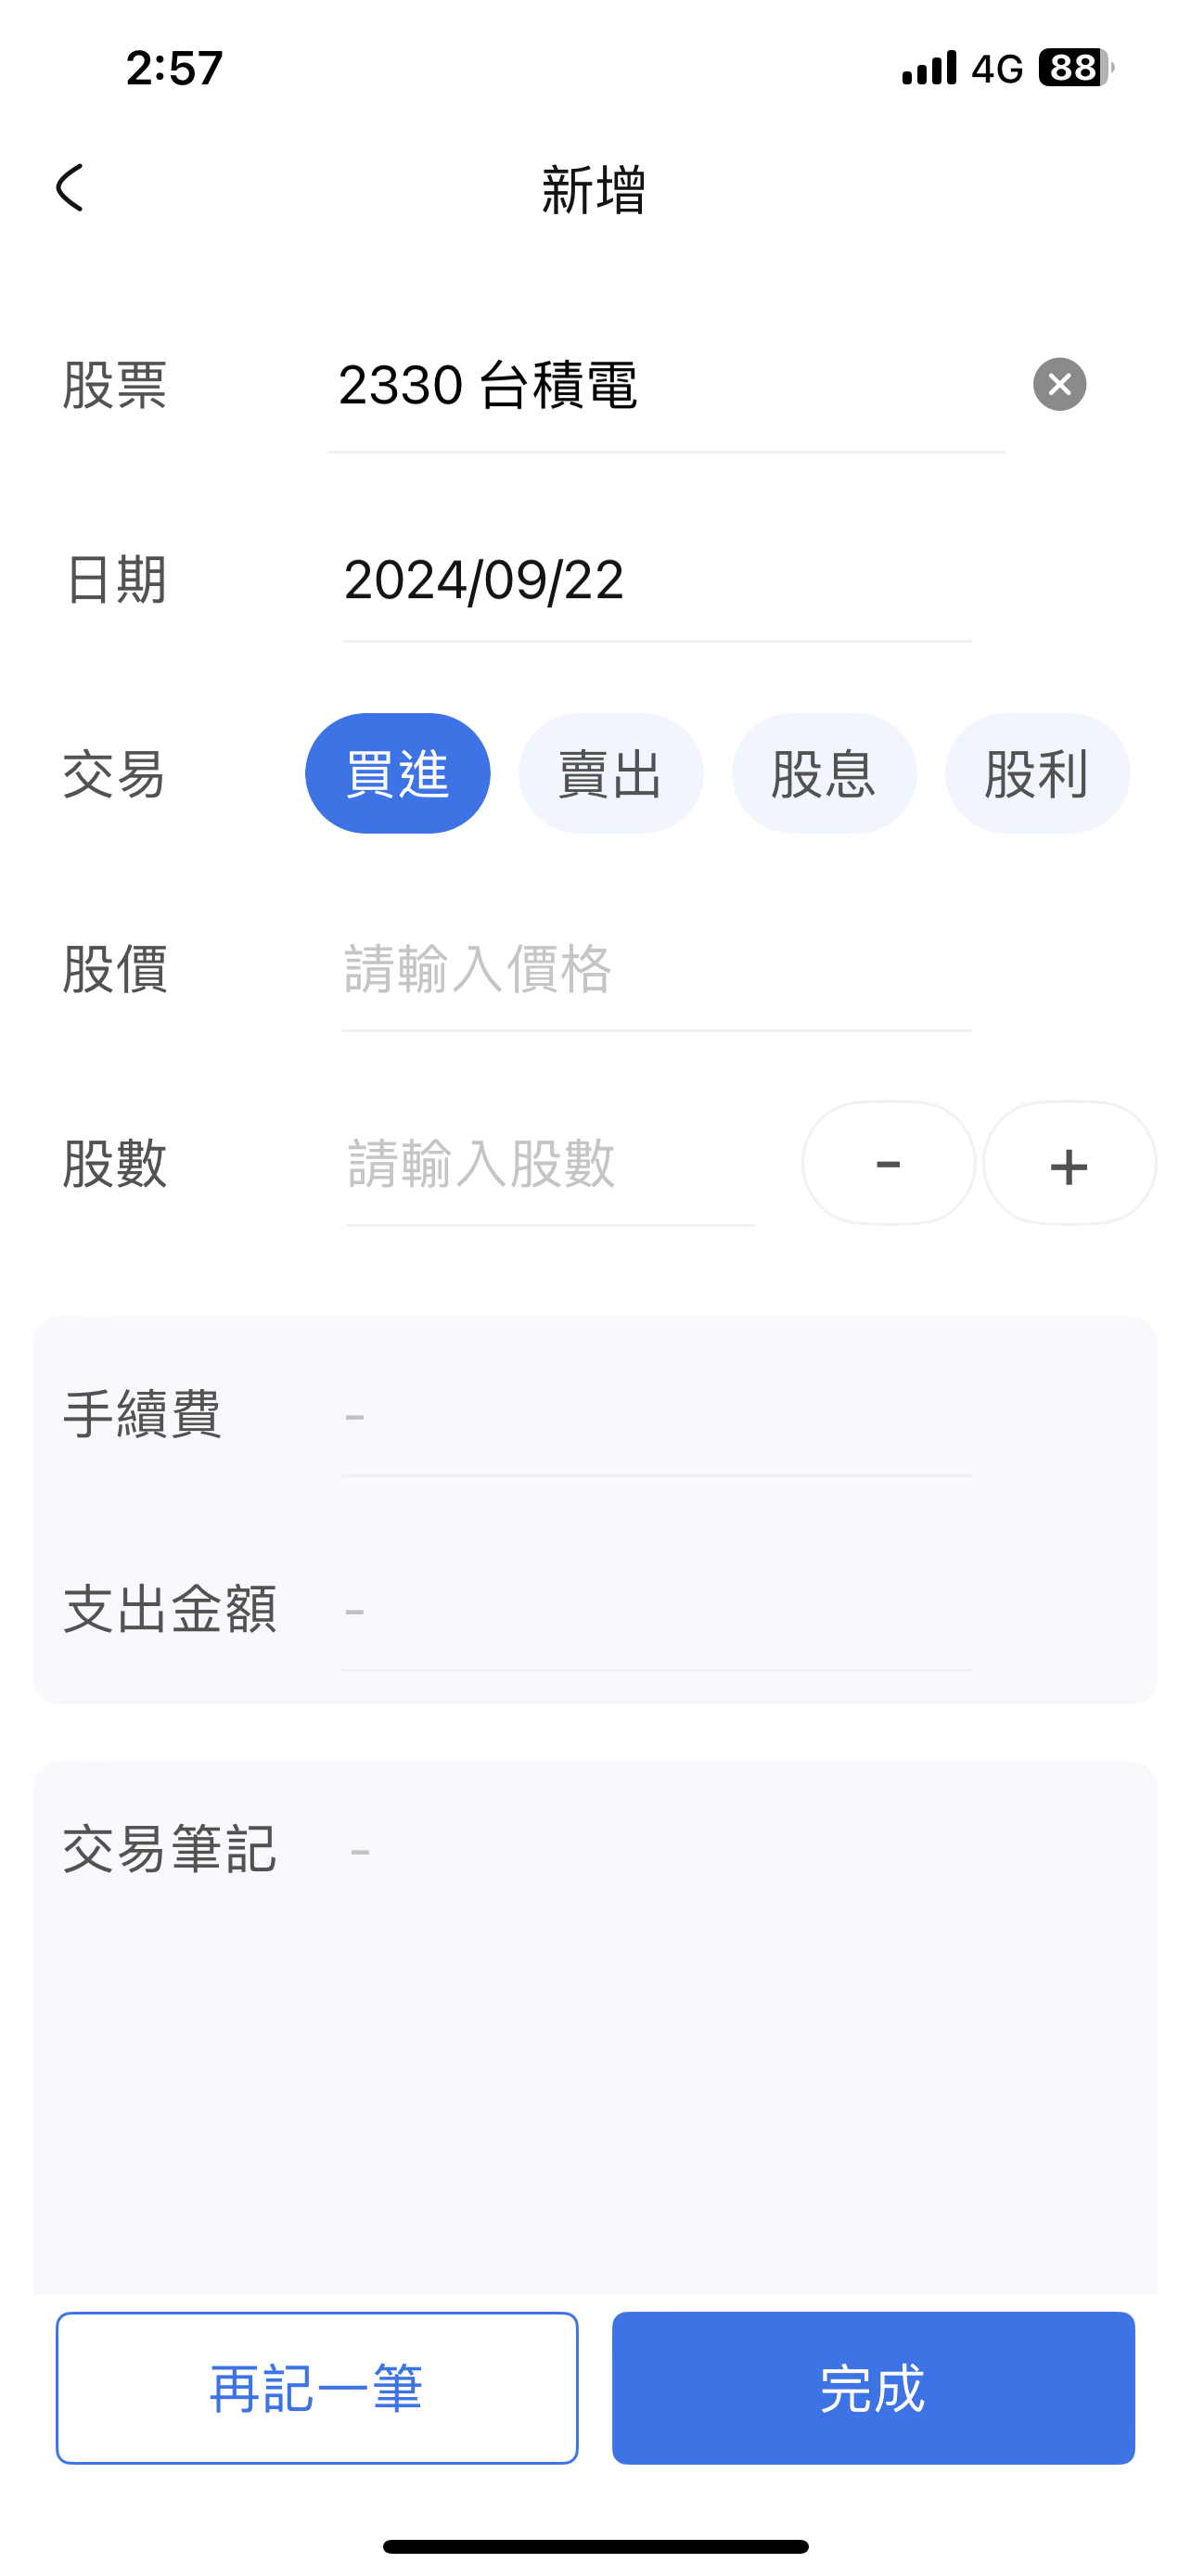 2:57 4G 88
新增
股票 2330 台積電
日期 2024/09/22
交易 買進 賣出 股息 股利
股價 請輸入價格
股數 請輸入股數 - +
手續費 -
支出金額 -
交易筆記 -
再記一筆 完成